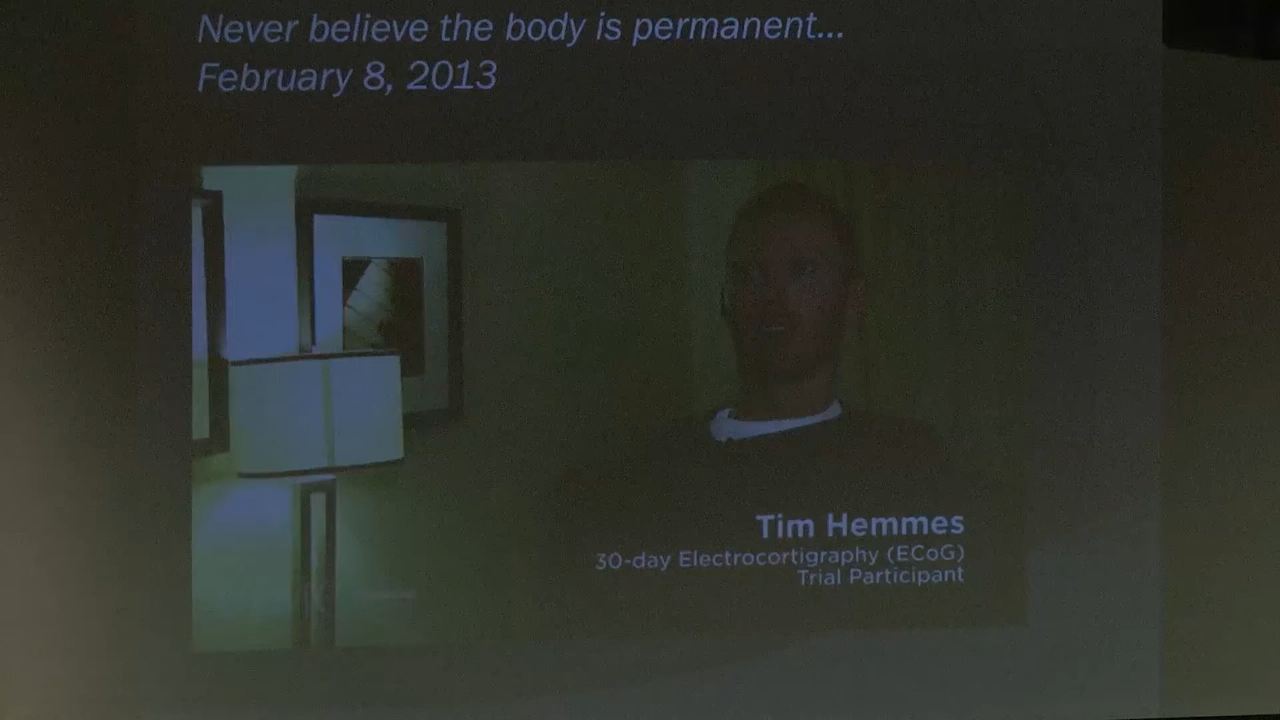 Never believe the body is permanent...
February 8, 2013
Tim Hemmes
30-day Electrocortigraphy (ECoG)
Trial Participant